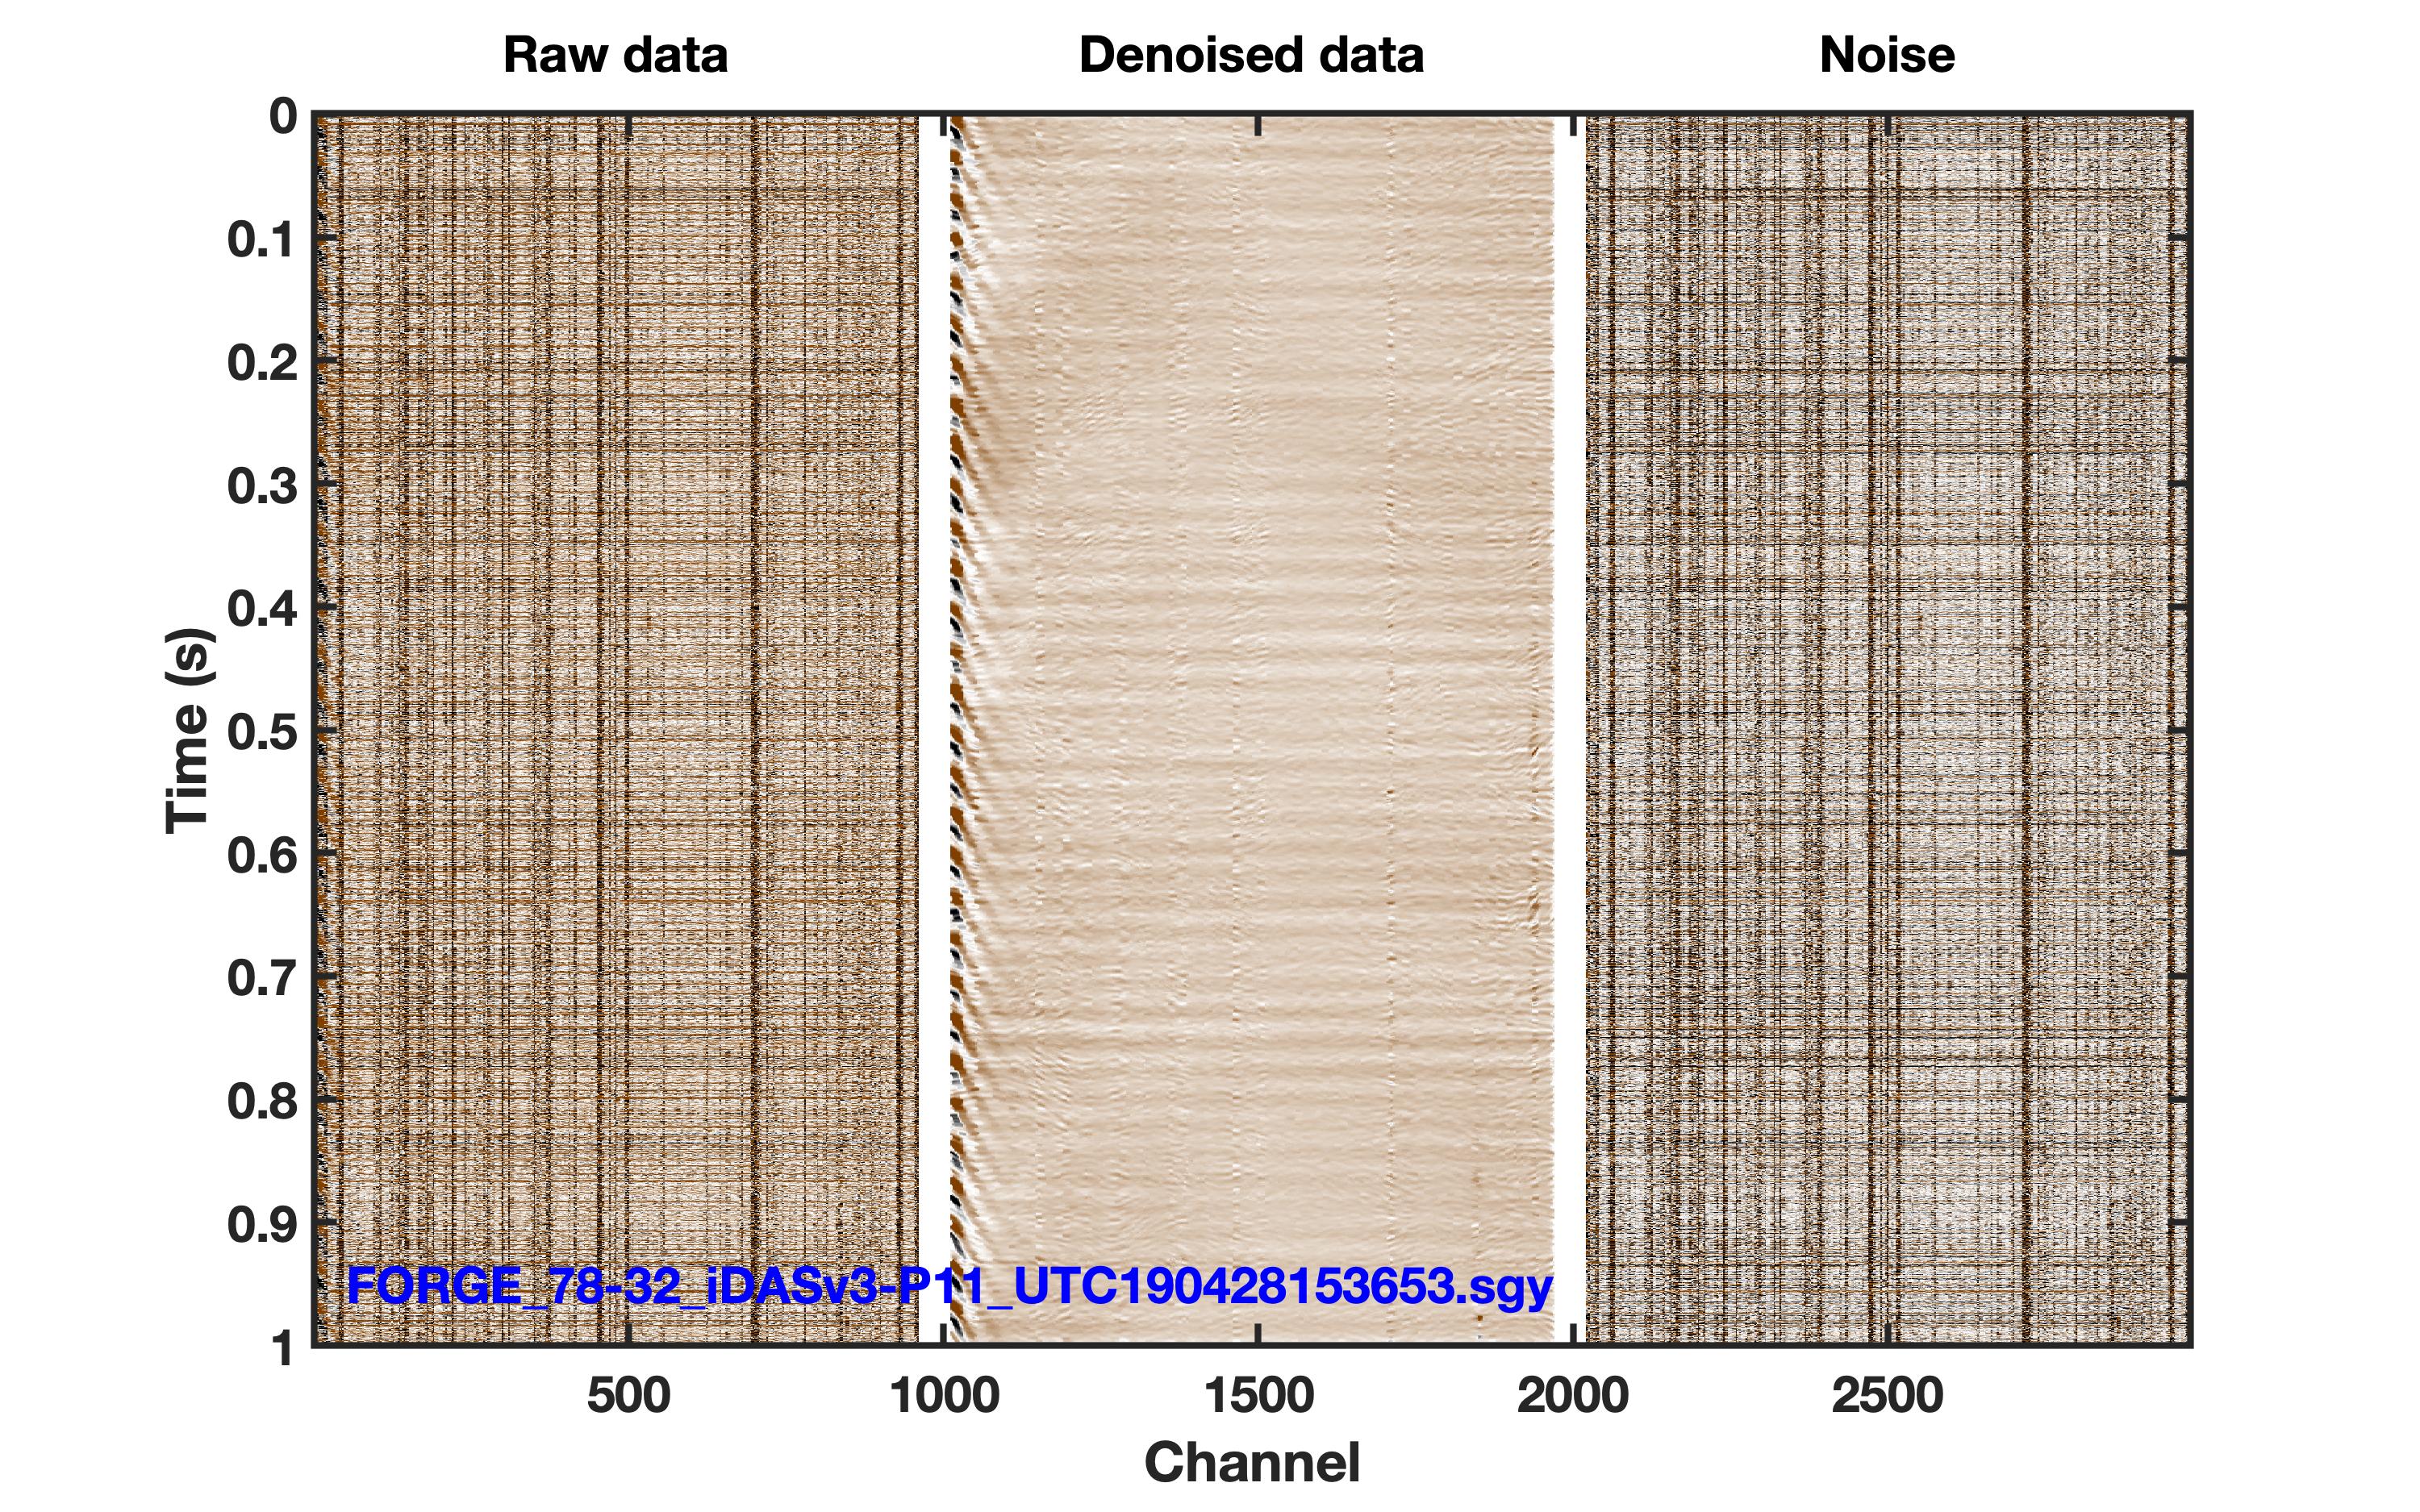 Raw data Denoised data Noise
0
0.1
0.2
0.3
0.4
0.5
0.6
0.7
0.8
0.9
1
Time (s)
FORGE_78-32_iDASv3-P11_UTC190428153653.sgy
500 1000 1500 2000 2500
Channel